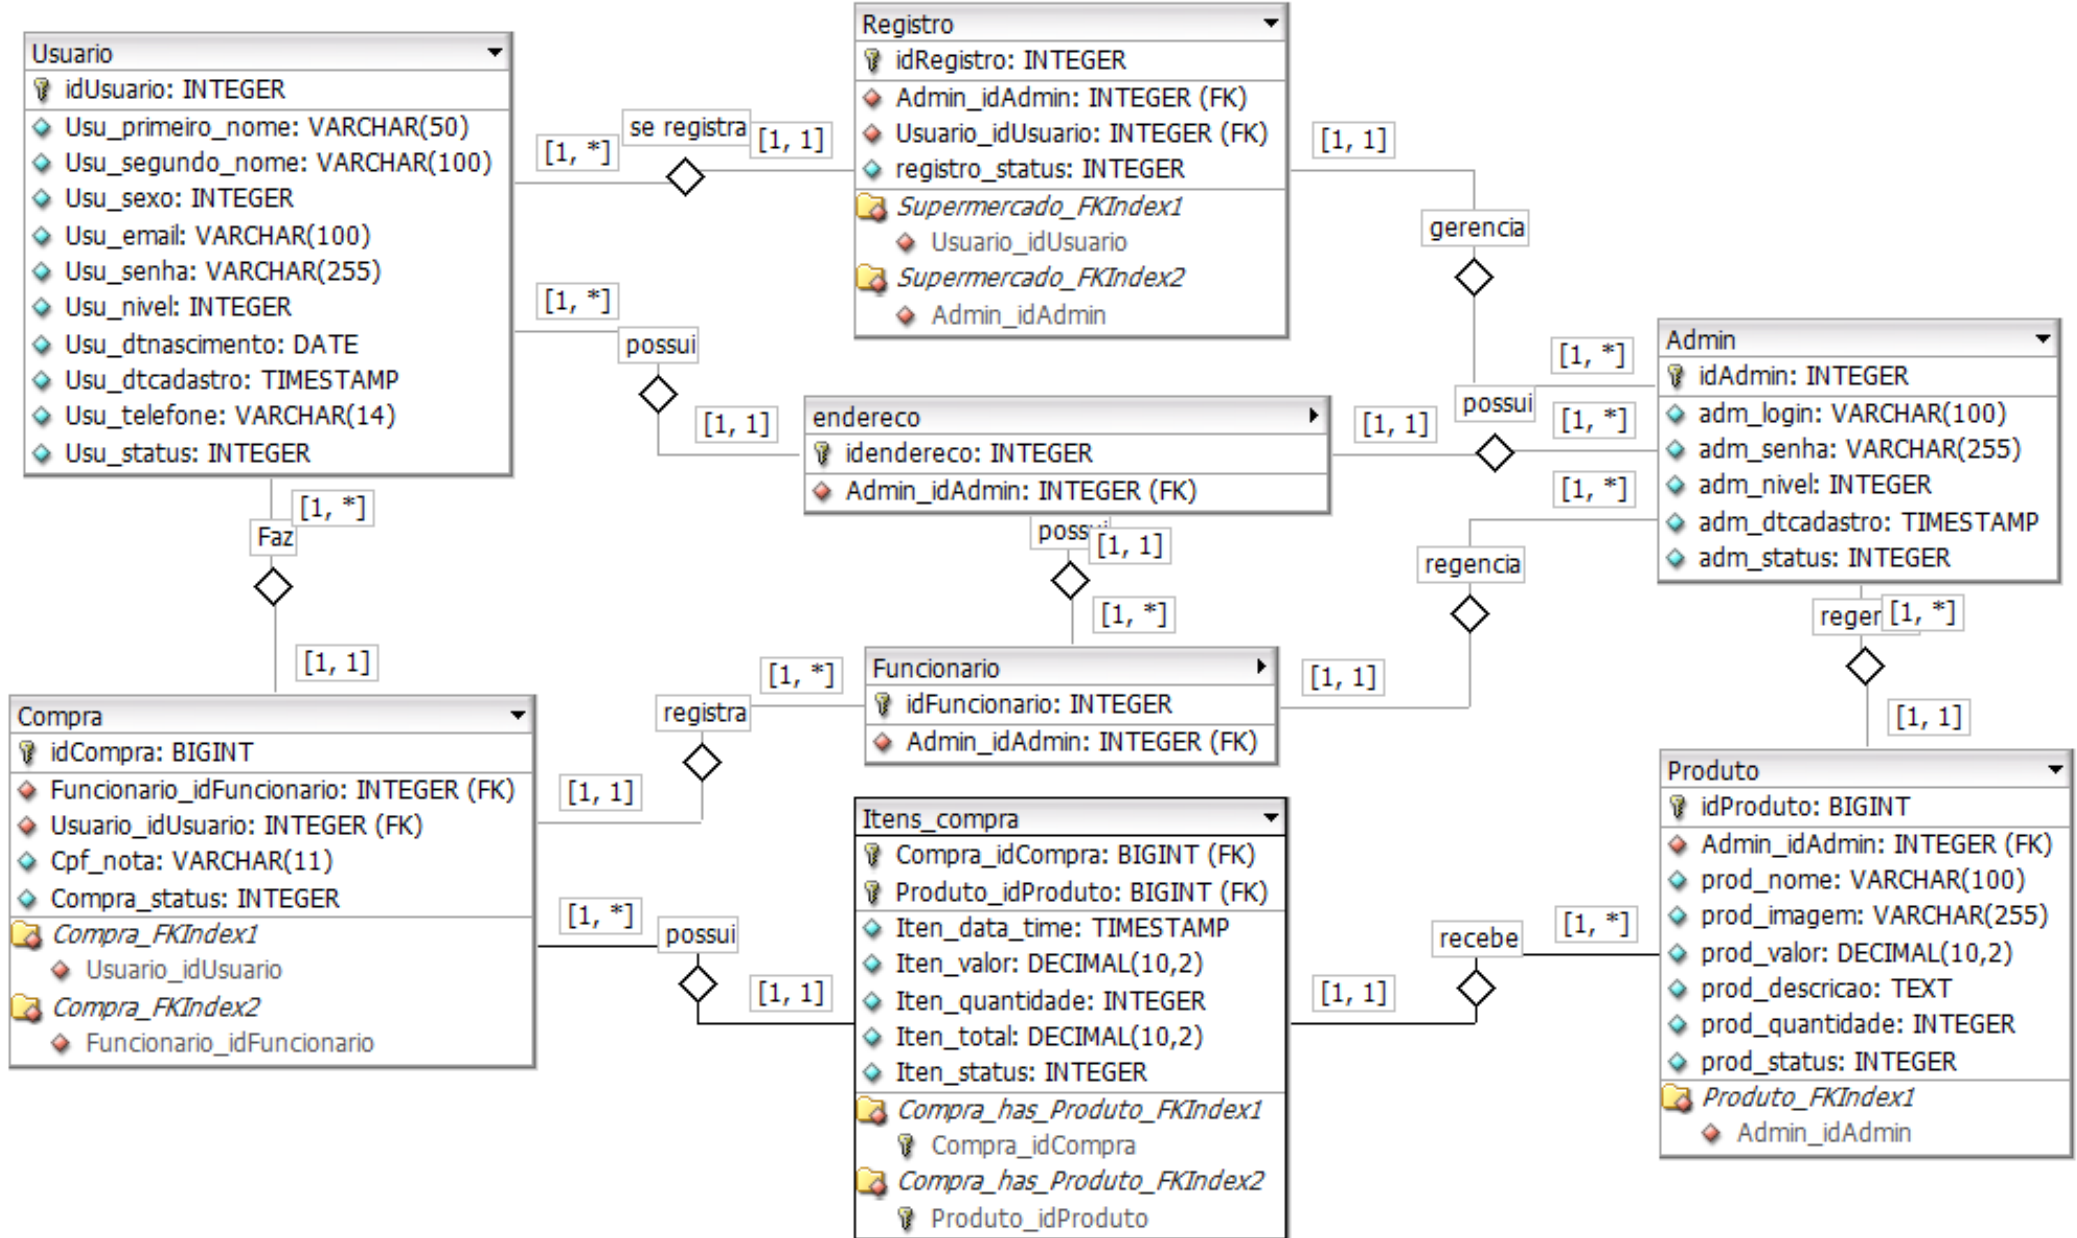 Usuario
idUsuario: INTEGER
Usu_primeiro_nome: VARCHAR(50)
Usu_segundo_nome: VARCHAR(100)
Usu_sexo: INTEGER
Usu_email: VARCHAR(100)
Usu_senha: VARCHAR(255)
Usu_nivel: INTEGER
Usu_dtnascimento: DATE
Usu_dtcadastro: TIMESTAMP
Usu_telefone: VARCHAR(14)
Usu_status: INTEGER
[1, *]
se registra
[1, 1]
Registro
idRegistro: INTEGER
Admin_idAdmin: INTEGER (FK)
Usuario_idUsuario: INTEGER (FK)
registro_status: INTEGER
Supermercado_FKIndex1
Usuario_idUsuario
Supermercado_FKIndex2
Admin_idAdmin
[1, 1]
gerencia
[1, *]
[1, *]
possui
[1, 1]
endereco
idendereco: INTEGER
Admin_idAdmin: INTEGER (FK)
[1, 1]
possui
[1, *]
[1, *]
Admin
idAdmin: INTEGER
adm_login: VARCHAR(100)
adm_senha: VARCHAR(255)
adm_nivel: INTEGER
adm_dtcadastro: TIMESTAMP
adm_status: INTEGER
[1, *]
Faz
[1, 1]
possui
[1, 1]
[1, *]
regencia
[1, 1]
[1, *]
[1, 1]
Funcionario
idFuncionario: INTEGER
Admin_idAdmin: INTEGER (FK)
[1, *]
registra
[1, 1]
Compra
idCompra: BIGINT
Funcionario_idFuncionario: INTEGER (FK)
Usuario_idUsuario: INTEGER (FK)
Cpf_nota: VARCHAR(11)
Compra_status: INTEGER
Compra_FKIndex1
Usuario_idUsuario
Compra_FKIndex2
Funcionario_idFuncionario
[1, *]
possui
[1, 1]
Itens_compra
Compra_idCompra: BIGINT (FK)
Produto_idProduto: BIGINT (FK)
Iten_data_time: TIMESTAMP
Iten_valor: DECIMAL(10,2)
Iten_quantidade: INTEGER
Iten_total: DECIMAL(10,2)
Iten_status: INTEGER
Compra_has_Produto_FKIndex1
Compra_idCompra
Compra_has_Produto_FKIndex2
Produto_idProduto
[1, 1]
recebe
[1, *]
Produto
idProduto: BIGINT
Admin_idAdmin: INTEGER (FK)
prod_nome: VARCHAR(100)
prod_imagem: VARCHAR(255)
prod_valor: DECIMAL(10,2)
prod_descricao: TEXT
prod_quantidade: INTEGER
prod_status: INTEGER
Produto_FKIndex1
Admin_idAdmin